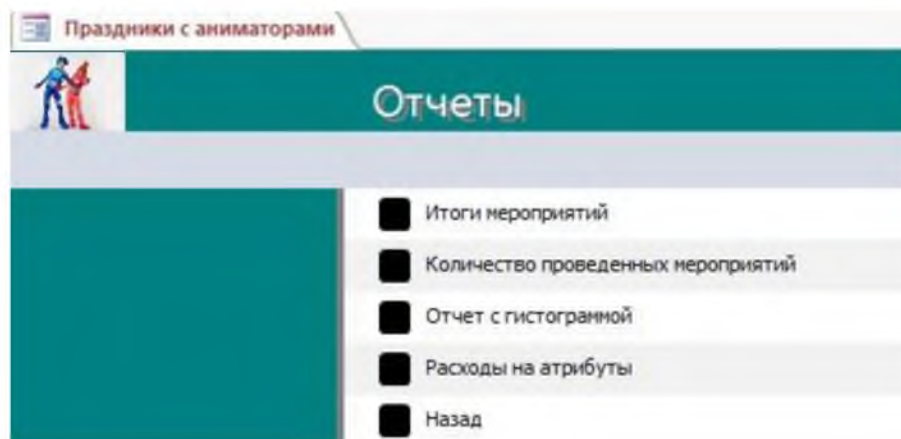 Праздники с аниматорами
Отчеты
Итоги мероприятий
Количество проведенных мероприятий
Отчет с гистограммой
Расходы на атрибуты
Назад